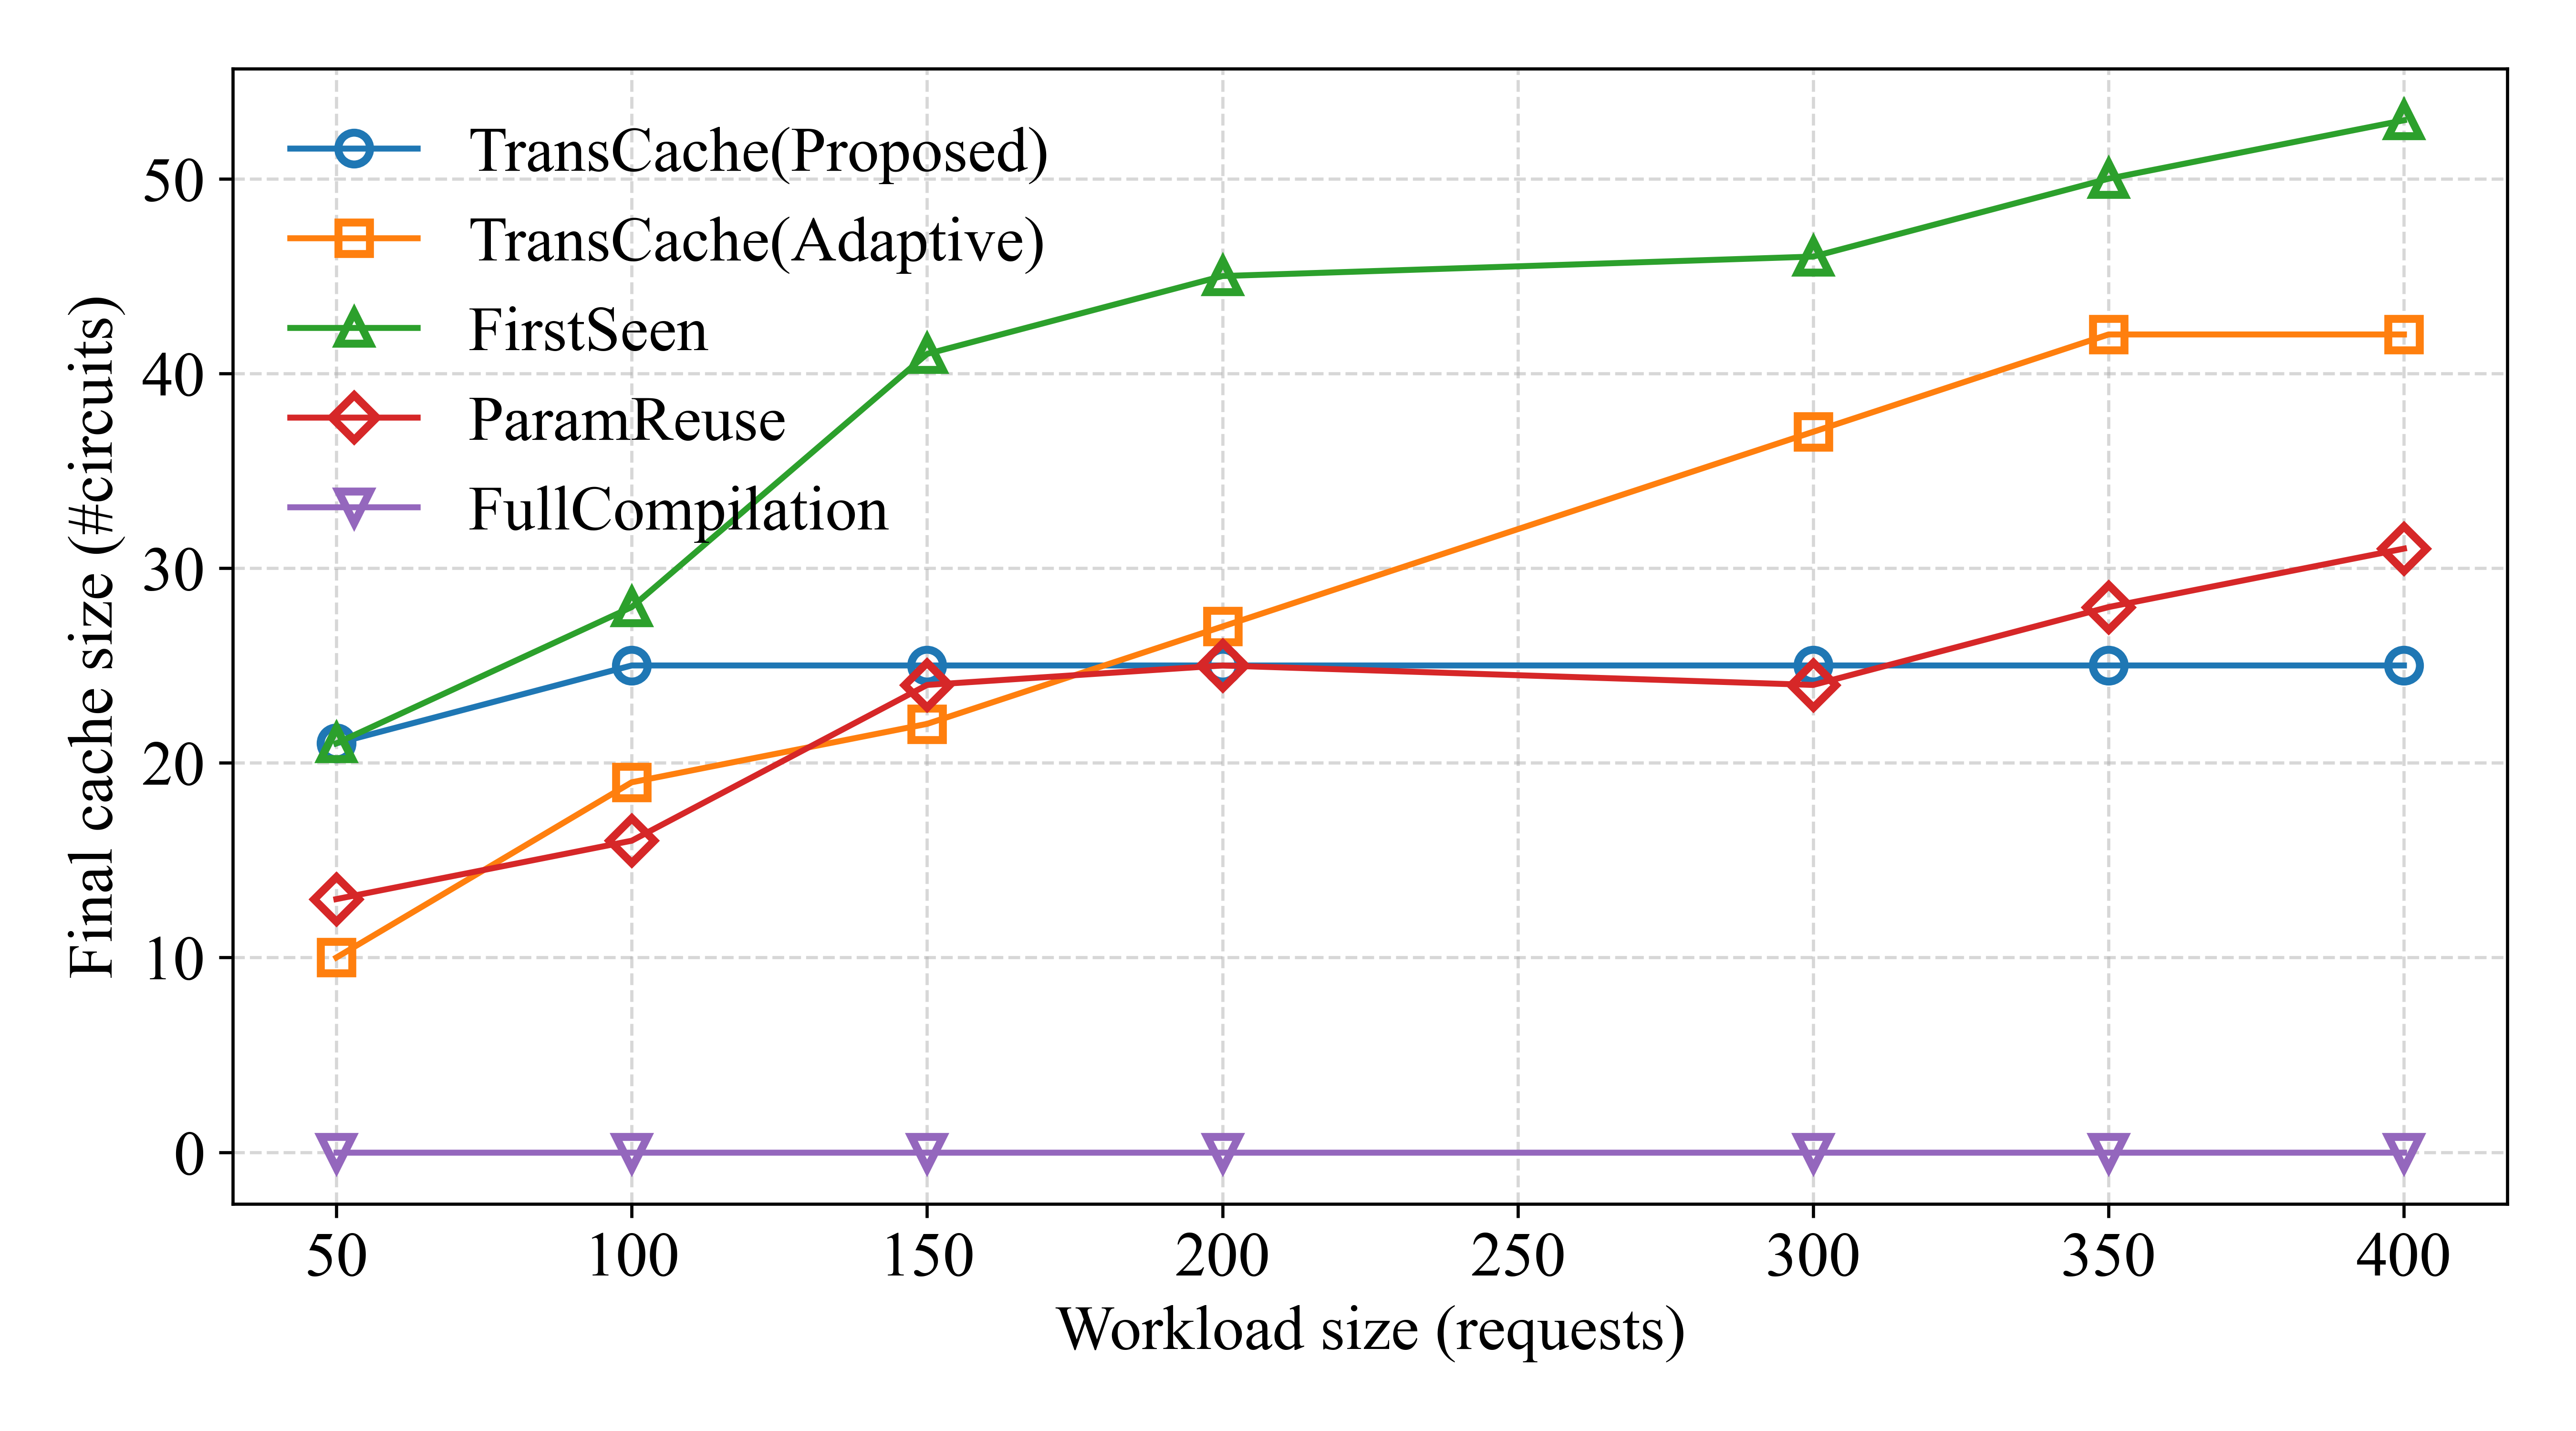 TransCache(Proposed)
TransCache(Adaptive)
FirstSeen
ParamReuse
FullCompilation
Final cache size (#circuits)
50
40
30
20
10
0
50 100 150 200 250 300 350 400
Workload size (requests)